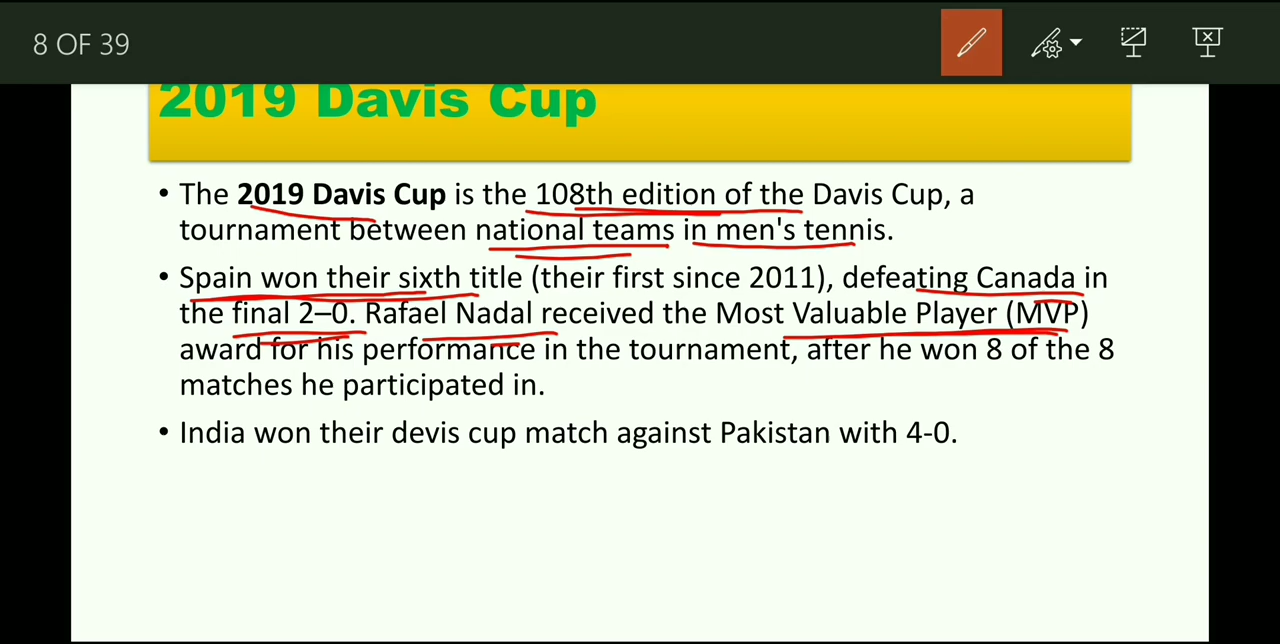 8 OF 39
2019 Davis Cup
• The 2019 Davis Cup is the 108th edition of the Davis Cup, a
tournament between national teams in men's tennis.
• Spain won their sixth title (their first since 2011), defeating Canada in
the final 2–0. Rafael Nadal received the Most Valuable Player (MVP)
award for his performance in the tournament, after he won 8 of the 8
matches he participated in.
• India won their devis cup match against Pakistan with 4-0.